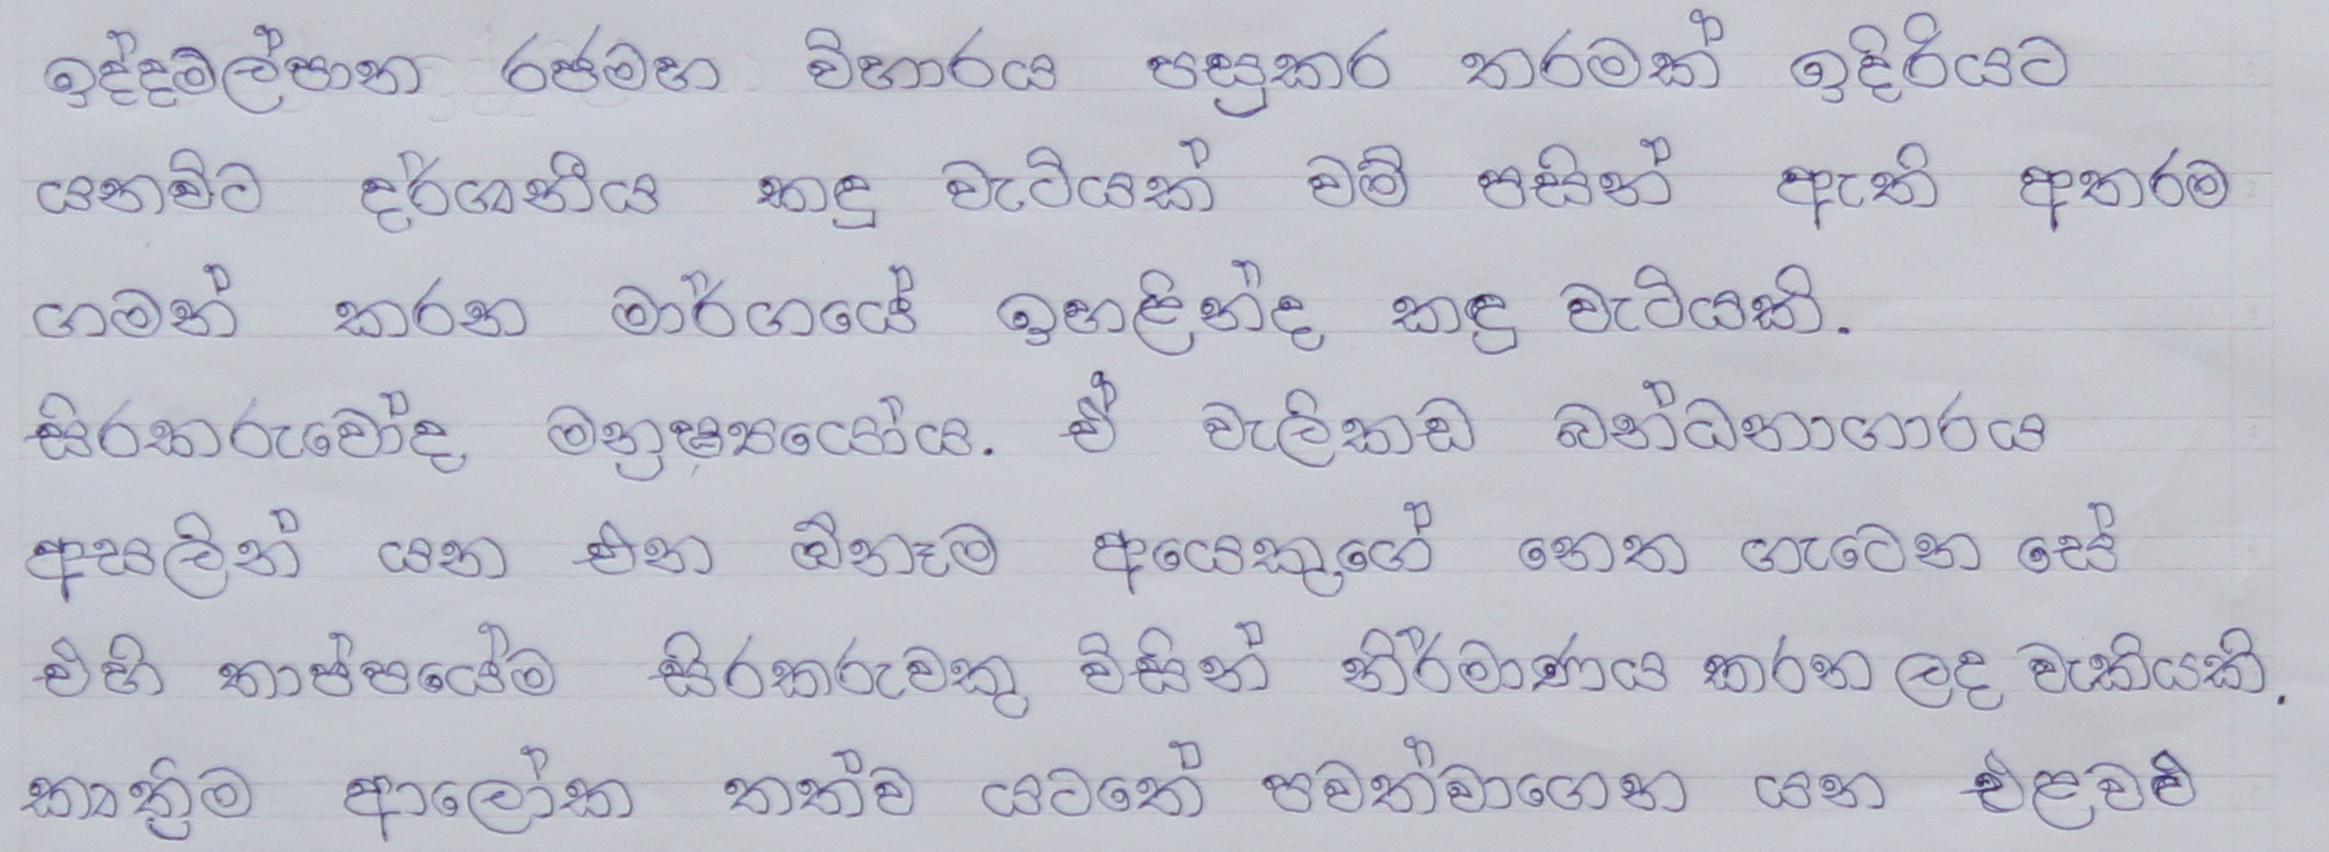 ඉද්දමල්පාන රජමහ විහාරය පසුකර තරමක් ඉදිරියට
යනවිට දර්ශනීය කඳු වැටියක් වම් පසින් ඇති අතරම
ගමන් කරන මාර්ගයේ ඉහළින්ද කඳු වැටියකි.
සිරකරුවෝද මනුෂ්‍යයෝය. ඒ වැලිකඩ බන්ධනාගාරය
අසලින් යන එන ඕනෑම අයෙකුගේ නෙත ගැටෙන සේ
එහි තාප්පයේම සිරකරුවකු විසින් නිර්මාණය කරන ලද වැකියකි.
කෘත්‍රිම ආලෝක තත්ව යටතේ පවත්වාගෙන යන එළවළු